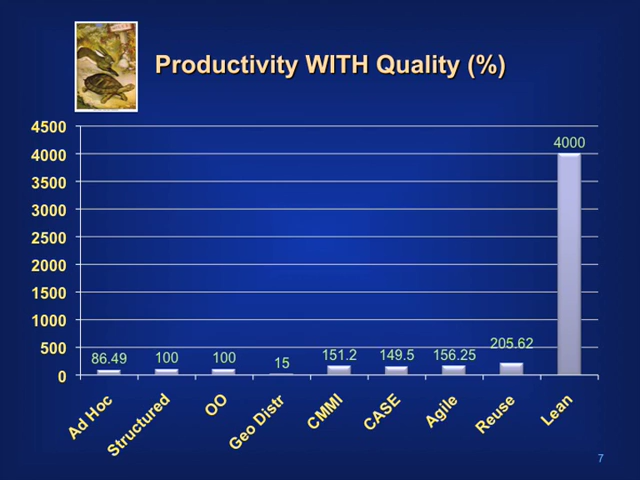 Productivity WITH Quality (%)
4500
4000
4000
3500
3000
2500
2000
1500
1000
500
0
86.49
100
100
15
151.2
149.5
156.25
205.62
Ad Hoc
Structured
OO
Geo Distr
CMMI
CASE
Agile
Reuse
Lean
7